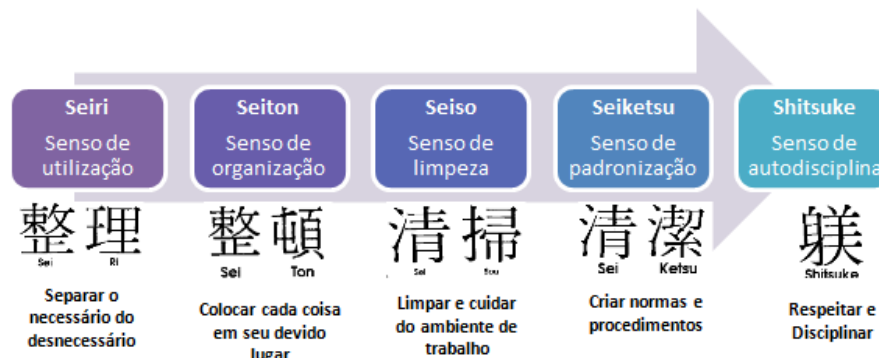 Seiri
Senso de
utilização
Seiton
Senso de
organização
Seiso
Senso de
limpeza
Seiketsu
Senso de
padronização
Shitsuke
Senso de
autodisciplina
整理
Sei Ri
Separar o
necessário do
desnecessário
整頓
Sei Ton
Colocar cada coisa
em seu devido
lugar
清掃
Sei Sou
Limpar e cuidar
do ambiente de
trabalho
清潔
Sei Ketsu
Criar normas e
procedimentos
躾
Shitsuke
Respeitar e
Disciplinar